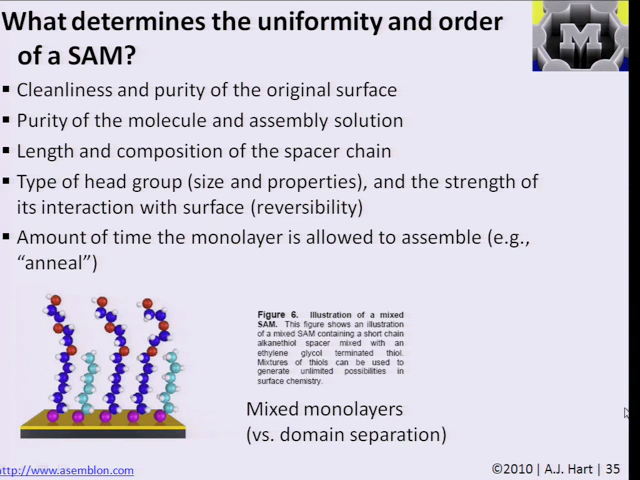 What determines the uniformity and order
of a SAM?
▪ Cleanliness and purity of the original surface
▪ Purity of the molecule and assembly solution
▪ Length and composition of the spacer chain
▪ Type of head group (size and properties), and the strength of
its interaction with surface (reversibility)
▪ Amount of time the monolayer is allowed to assemble (e.g.,
“anneal”)
Figure 6. Illustration of a mixed
SAM. This figure shows an illustration
of a mixed SAM containing a short chain
alkanethiol spacer mixed with an
ethylene glycol terminated thiol.
Mixtures of thiols can be used to
generate unlimited possibilities in
surface chemistry.
Mixed monolayers
(vs. domain separation)
http://www.asemblon.com
©2010 | A.J. Hart | 35
M